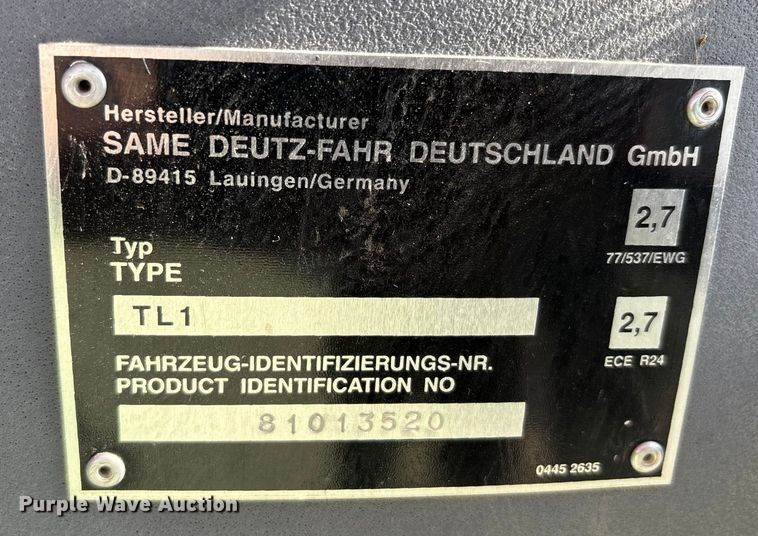 Hersteller/Manufacturer
SAME DEUTZ-FAHR DEUTSCHLAND GmbH
D-89415 Lauingen/Germany
2,7
77/537/EWG
Typ
TYPE
TL1
2,7
ECE R24
FAHRZEUG-IDENTIFIZIERUNGS-NR.
PRODUCT IDENTIFICATION NO
81013520
0445 2635
Purple Wave Auction